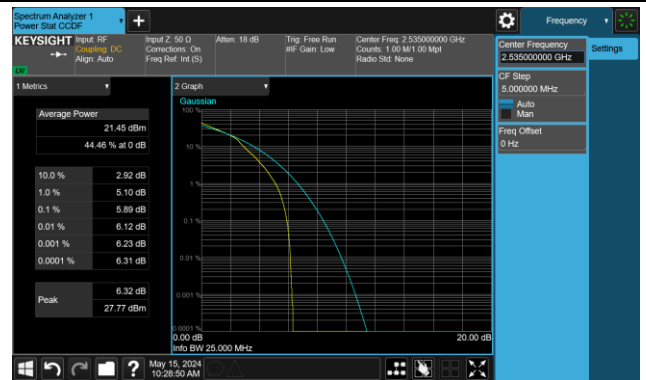 Spectrum Analyzer 1
Power Stat CCDF
Frequency
KEYSIGHT
Input: RF
Coupling: DC
Align: Auto
Input Z: 50 Ω
Corrections: On
Freq Ref: Int (S)
Atten: 18 dB
Trig: Free Run
#IF Gain: Low
Center Freq: 2.535000000 GHz
Counts: 1.00 M/1.00 Mpt
Radio Std: None
Center Frequency
2.535000000 GHz
Settings
CF Step
5.000000 MHz
Auto
Man
Freq Offset
0 Hz
1 Metrics
Average Power
21.45 dBm
44.46 % at 0 dB
10.0 % 2.92 dB
1.0 % 5.10 dB
0.1 % 5.89 dB
0.01 % 6.12 dB
0.001 % 6.23 dB
0.0001 % 6.31 dB
Peak
6.32 dB
27.77 dBm
2 Graph
Gaussian
100 %
10 %
1 %
0.1 %
0.01 %
0.001 %
0.0001 %
0.00 dB 20.00 dB
Info BW 25.000 MHz
?
May 15, 2024
10:28:50 AM